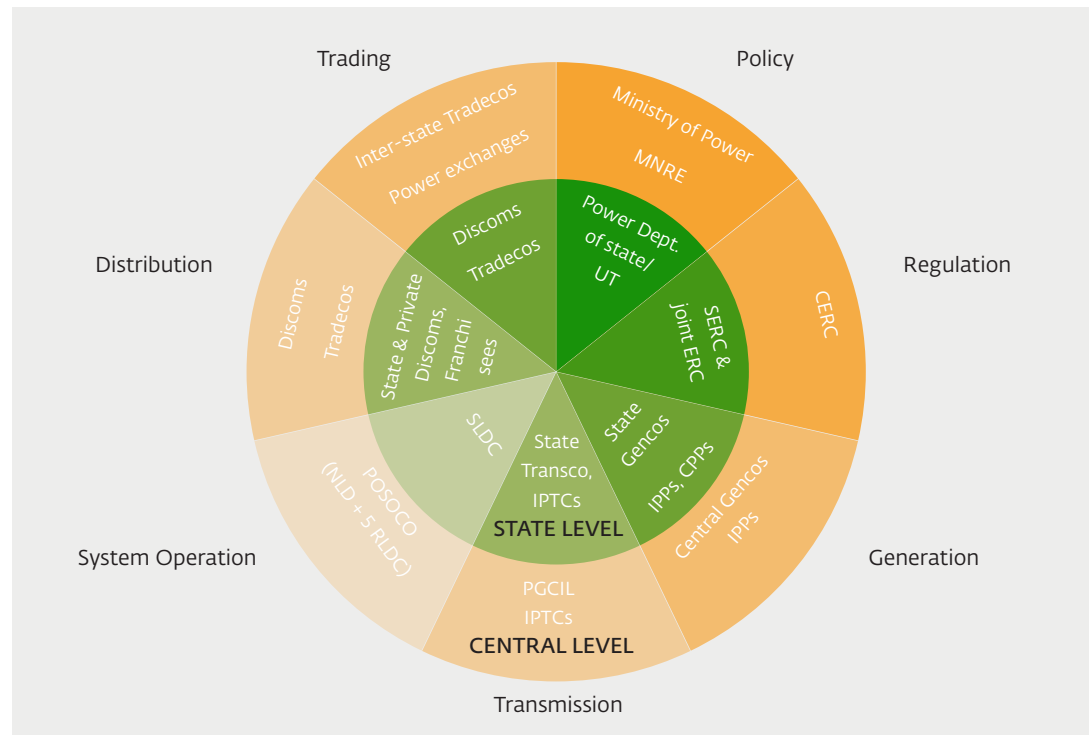 Trading
Policy
Inter-state Tradecos
Power exchanges
Ministry of Power
MNRE
Discoms
Tradecos
Power Dept.
of state/
UT
Distribution
Regulation
Discoms
Tradecos
State & Private
Discoms,
Franchi
sees
SERC &
joint ERC
CERC
SLDC
POSOCO
(NLD + 5 RLDC)
State
Transco,
IPTCs
STATE LEVEL
State
Gencos
IPPs, CPPs
Central Gencos
IPPs
System Operation
Generation
PGCIL
IPTCs
CENTRAL LEVEL
Transmission